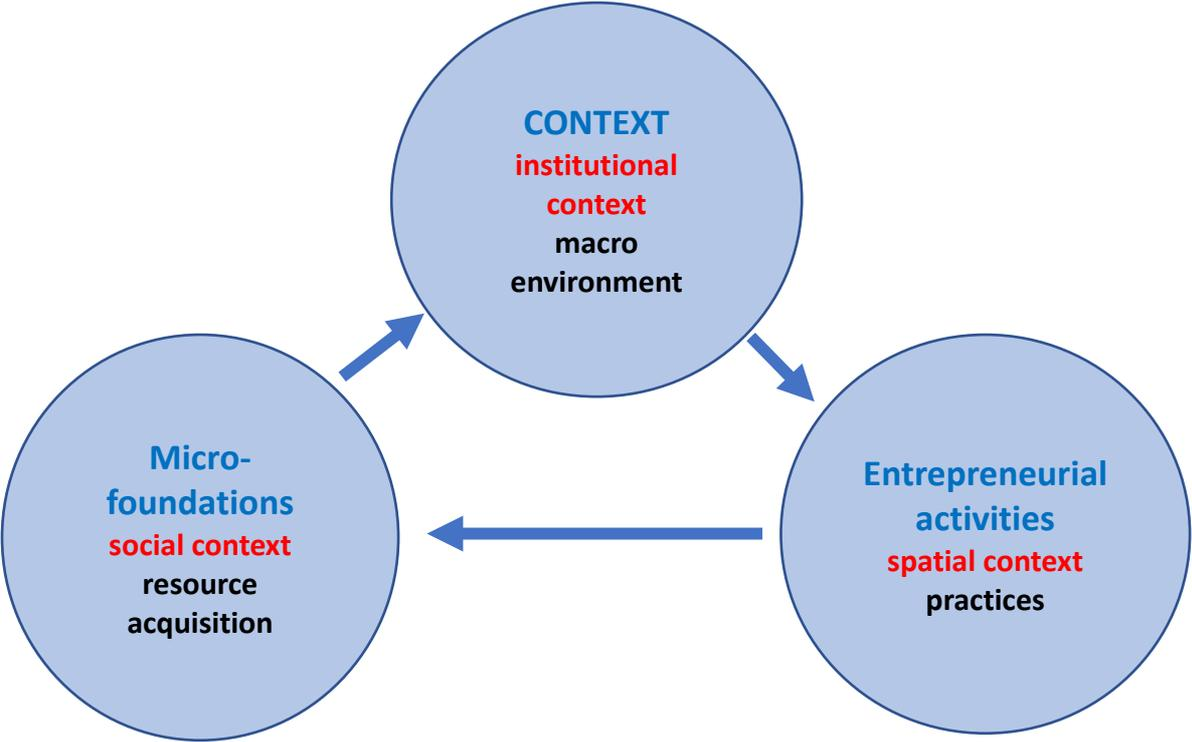 CONTEXT
institutional
context
macro
environment
Micro-
foundations
social context
resource
acquisition
Entrepreneurial
activities
spatial context
practices